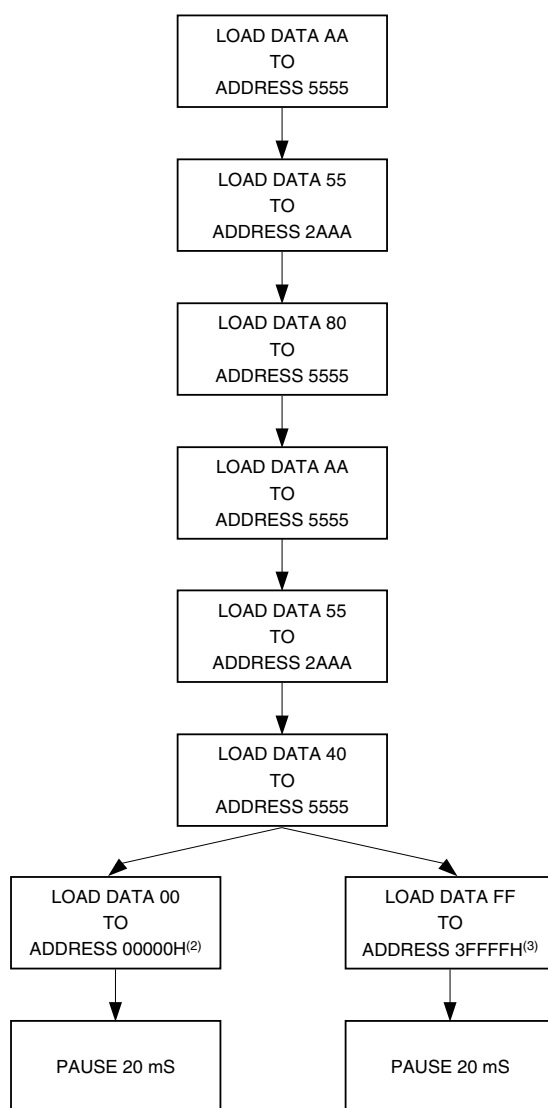 LOAD DATA AA
TO
ADDRESS 5555
LOAD DATA 55
TO
ADDRESS 2AAA
LOAD DATA 80
TO
ADDRESS 5555
LOAD DATA AA
TO
ADDRESS 5555
LOAD DATA 55
TO
ADDRESS 2AAA
LOAD DATA 40
TO
ADDRESS 5555
LOAD DATA 00
TO
ADDRESS 00000H(2)
LOAD DATA FF
TO
ADDRESS 3FFFFH(3)
PAUSE 20 mS
PAUSE 20 mS